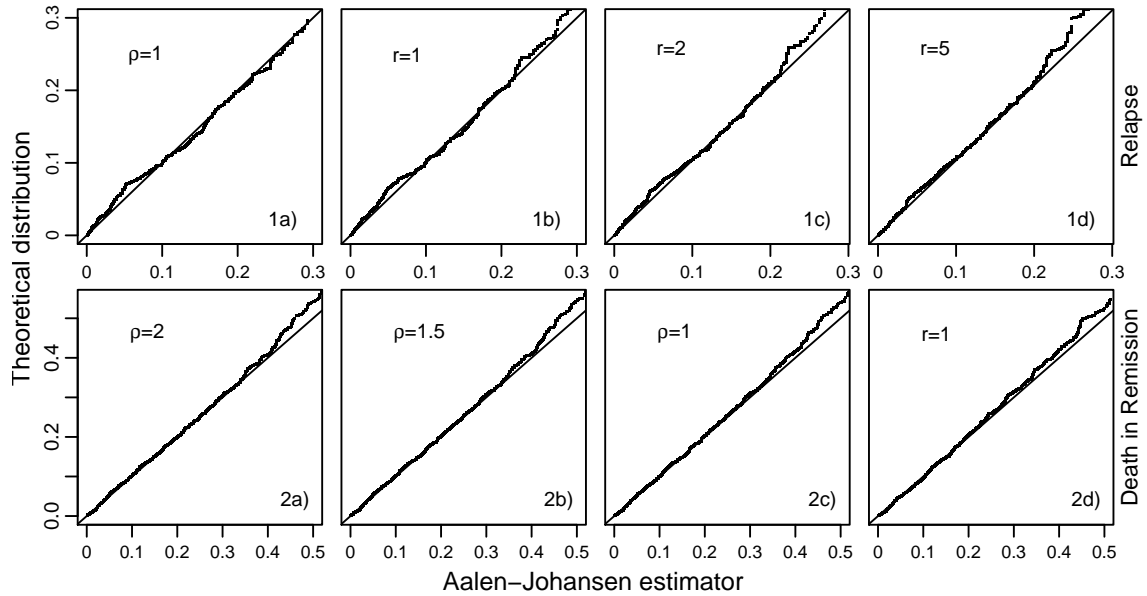 Theoretical distribution
0.3
0.2
0.1
0
ρ=1
1a)
0 0.1 0.2 0.3
r=1
1b)
0 0.1 0.2 0.3
r=2
1c)
0 0.1 0.2 0.3
r=5
1d)
0 0.1 0.2 0.3
Relapse
0.4
0.2
0.0
ρ=2
2a)
0 0.1 0.2 0.3 0.4 0.5
ρ=1.5
2b)
0 0.1 0.2 0.3 0.4 0.5
ρ=1
2c)
0 0.1 0.2 0.3 0.4 0.5
r=1
2d)
0 0.1 0.2 0.3 0.4 0.5
Death in Remission
Aalen−Johansen estimator